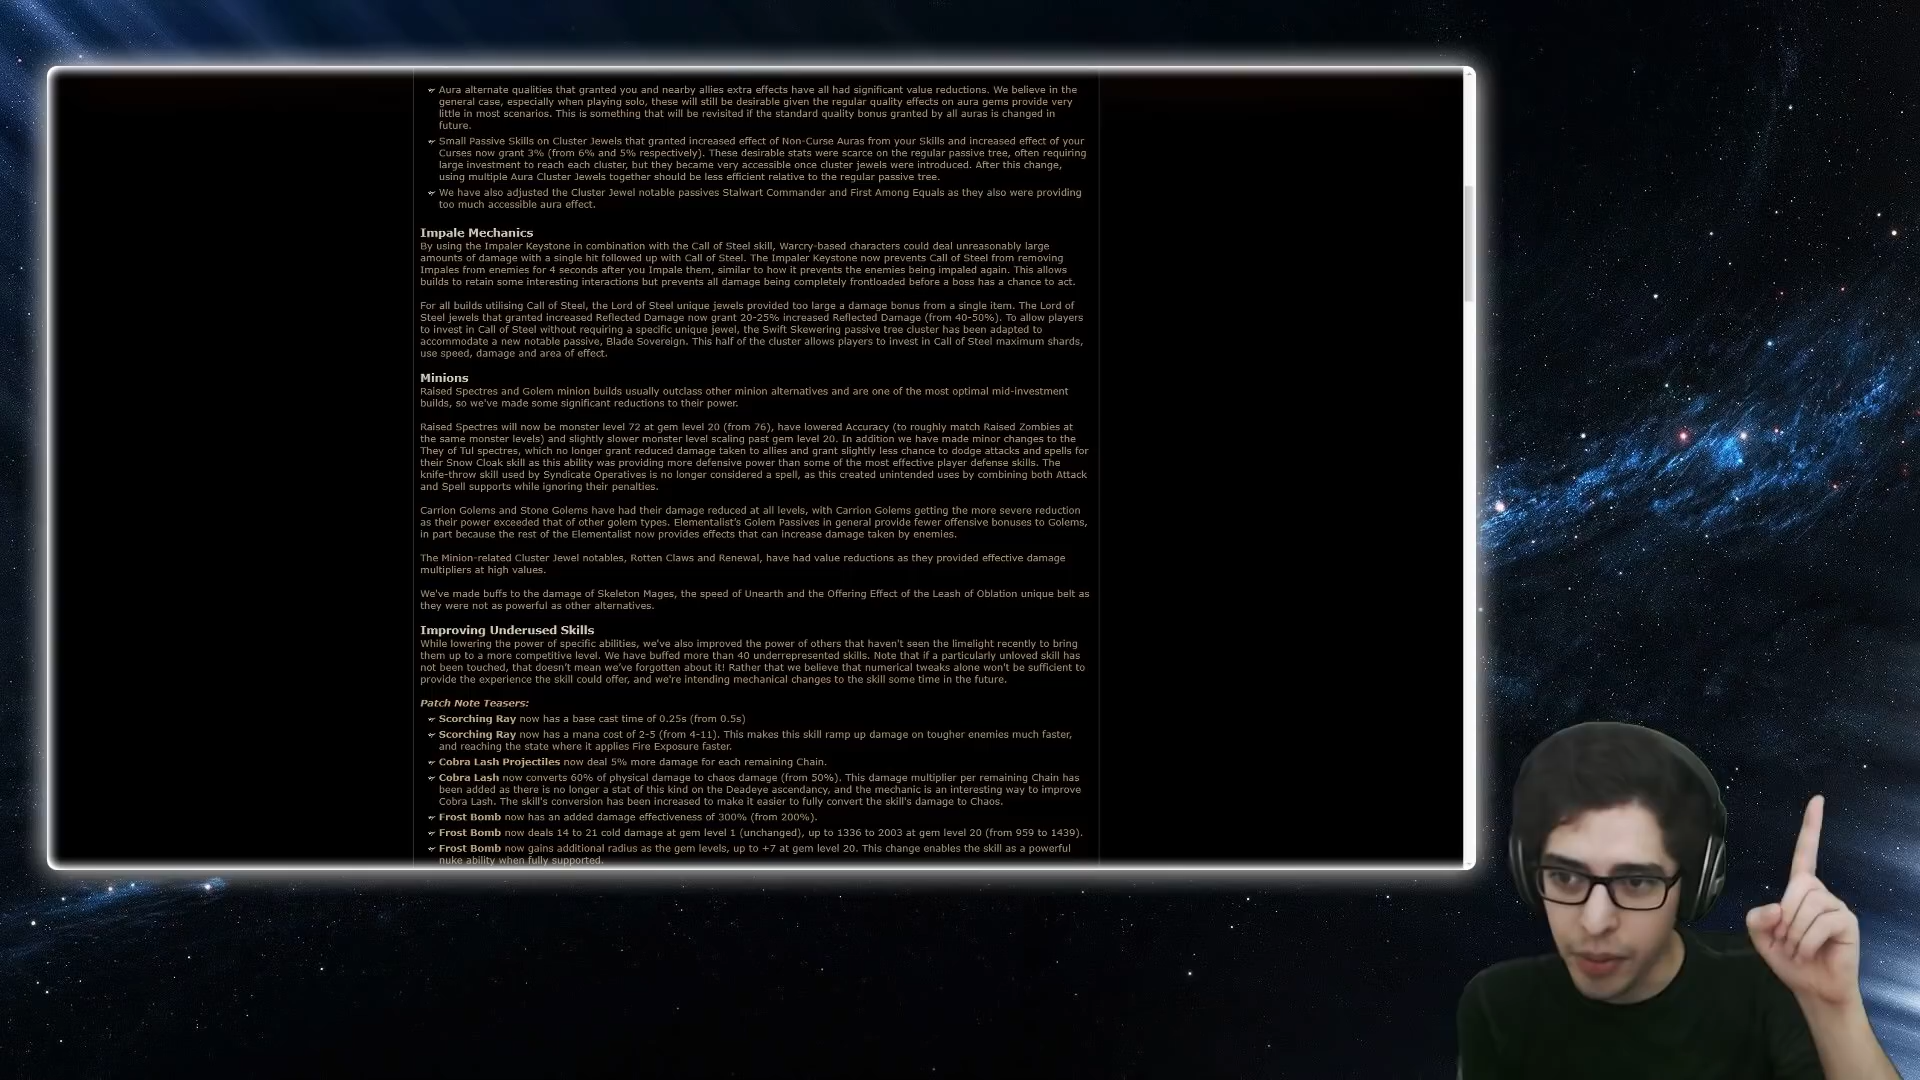 Aura alternate qualities that granted you and nearby allies extra effects have all had significant value reductions. We believe in the
general case, especially when playing solo, these will still be desirable given the regular quality effects on aura gems provide very
little in most scenarios. This is something that will be revisited if the standard quality bonus granted by all auras is changed in
future.
Small Passive Skills on Cluster Jewels that granted increased effect of Non-Curse Auras from your Skills and increased effect of your
Curses now grant 3% (from 6% and 5% respectively). These desirable stats were scarce on the regular passive tree, often requiring
large investment to reach each cluster, but they became very accessible once cluster jewels were introduced. After this change,
using multiple Aura Cluster Jewels together should be less efficient relative to the regular passive tree.
We have also adjusted the Cluster Jewel notable passives Stalwart Commander and First Among Equals as they also were providing
too much accessible aura effect.
Impale Mechanics
By using the Impaler Keystone in combination with the Call of Steel skill, Warcry-based characters could deal unreasonably large
amounts of damage with a single hit followed up with Call of Steel. The Impaler Keystone now prevents Call of Steel from removing
Impales from enemies for 4 seconds after you Impale them, similar to how it prevents the enemies being impaled again. This allows
builds to retain some interesting interactions but prevents all damage being completely frontloaded before a boss has a chance to act.
For all builds utilising Call of Steel, the Lord of Steel unique jewels provided too large a damage bonus from a single item. The Lord of
Steel jewels that granted increased Reflected Damage now grant 20-25% increased Reflected Damage (from 40-50%). To allow players
to invest in Call of Steel without requiring a specific unique jewel, the Swift Skewering passive tree cluster has been adapted to
accommodate a new notable passive, Blade Sovereign. This half of the cluster allows players to invest in Call of Steel maximum shards,
use speed, damage and area of effect.
Minions
Raised Spectres and Golem minion builds usually outclass other minion alternatives and are one of the most optimal mid-investment
builds, so we've made some significant reductions to their power.
Raised Spectres will now be monster level 72 at gem level 20 (from 76), have lowered Accuracy (to roughly match Raised Zombies at
the same monster levels) and slightly slower monster level scaling past gem level 20. In addition we have made minor changes to the
They of Tul spectres, which no longer grant reduced damage taken to allies and grant slightly less chance to dodge attacks and spells for
their Snow Cloak skill as this ability was providing more defensive power than some of the most effective player defense skills. The
knife-throw skill used by Syndicate Operatives is no longer considered a spell, as this created unintended uses by combining both Attack
and Spell supports while ignoring their penalties.
Carrion Golems and Stone Golems have had their damage reduced at all levels, with Carrion Golems getting the more severe reduction
as their power exceeded that of other golem types. Elementalist's Golem Passives in general provide fewer offensive bonuses to Golems,
in part because the rest of the Elementalist now provides effects that can increase damage taken by enemies.
The Minion-related Cluster Jewel notables, Rotten Claws and Renewal, have had value reductions as they provided effective damage
multipliers at high values.
We've made buffs to the damage of Skeleton Mages, the speed of Unearth and the Offering Effect of the Leash of Oblation unique belt as
they were not as powerful as other alternatives.
Improving Underused Skills
While lowering the power of specific abilities, we've also improved the power of others that haven't seen the limelight recently to bring
them up to a more competitive level. We have buffed more than 40 underrepresented skills. Note that if a particularly unloved skill has
not been touched, that doesn't mean we've forgotten about it! Rather that we believe that numerical tweaks alone won't be sufficient to
provide the experience the skill could offer, and we're intending mechanical changes to the skill some time in the future.
Patch Note Teasers:
Scorching Ray now has a base cast time of 0.25s (from 0.5s)
Scorching Ray now has a mana cost of 2-5 (from 4-11). This makes this skill ramp up damage on tougher enemies much faster,
and reaching the state where it applies Fire Exposure faster.
Cobra Lash Projectiles now deal 5% more damage for each remaining Chain.
Cobra Lash now converts 60% of physical damage to chaos damage (from 50%). This damage multiplier per remaining Chain has
been added as there is no longer a stat of this kind on the Deadeye ascendancy, and the mechanic is an interesting way to improve
Cobra Lash. The skill's conversion has been increased to make it easier to fully convert the skill's damage to Chaos.
Frost Bomb now has an added damage effectiveness of 300% (from 200%).
Frost Bomb now deals 14 to 21 cold damage at gem level 1 (unchanged), up to 1336 to 2003 at gem level 20 (from 959 to 1439).
Frost Bomb now gains additional radius as the gem levels, up to +7 at gem level 20. This change enables the skill as a powerful
nuke ability when fully supported.